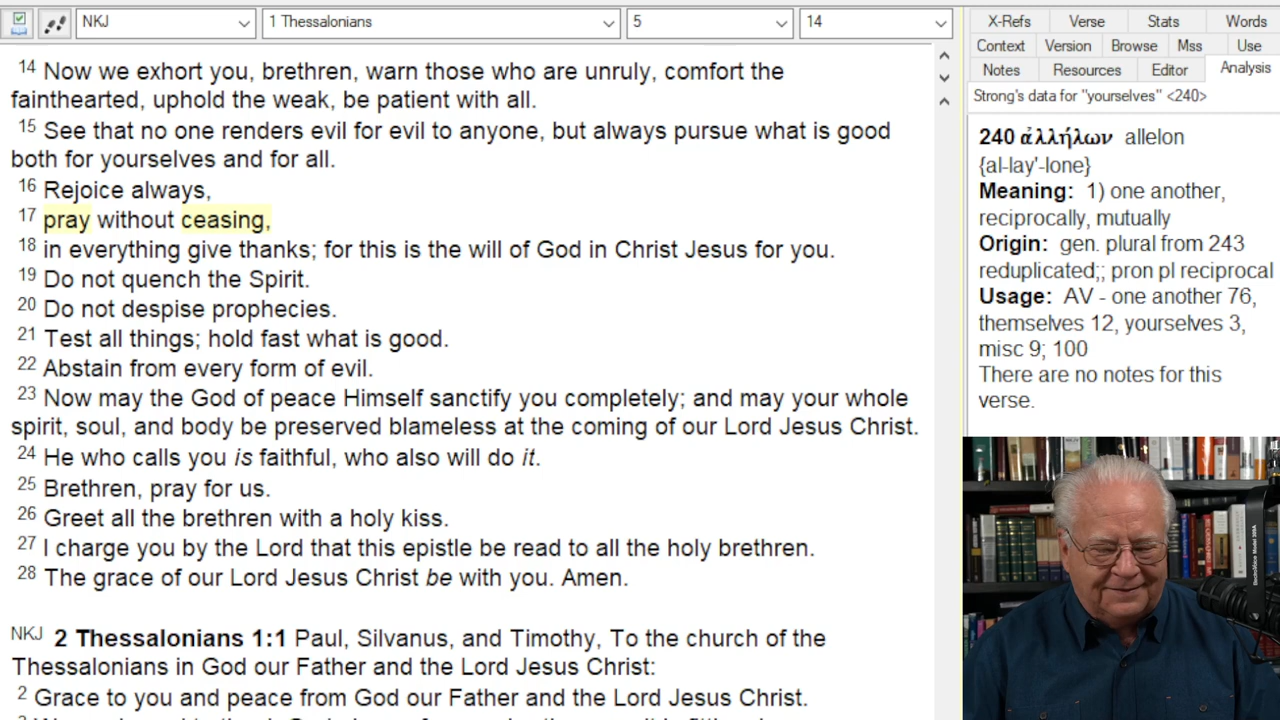 NKJ
1 Thessalonians
5
14
X-Refs
Verse
Stats
Words
Context
Version
Browse
Mss
Use
Notes
Resources
Editor
Analysis
Strong's data for "yourselves" <240>
14 Now we exhort you, brethren, warn those who are unruly, comfort the
fainthearted, uphold the weak, be patient with all.
15 See that no one renders evil for evil to anyone, but always pursue what is good
both for yourselves and for all.
16 Rejoice always,
17 pray without ceasing,
18 in everything give thanks; for this is the will of God in Christ Jesus for you.
19 Do not quench the Spirit.
20 Do not despise prophecies.
21 Test all things; hold fast what is good.
22 Abstain from every form of evil.
23 Now may the God of peace Himself sanctify you completely; and may your whole
spirit, soul, and body be preserved blameless at the coming of our Lord Jesus Christ.
24 He who calls you is faithful, who also will do it.
25 Brethren, pray for us.
26 Greet all the brethren with a holy kiss.
27 I charge you by the Lord that this epistle be read to all the holy brethren.
28 The grace of our Lord Jesus Christ be with you. Amen.
NKJ 2 Thessalonians 1:1 Paul, Silvanus, and Timothy, To the church of the
Thessalonians in God our Father and the Lord Jesus Christ:
2 Grace to you and peace from God our Father and the Lord Jesus Christ.
240 ἀλλήλων allelon
{al-lay'-lone}
Meaning: 1) one another,
reciprocally, mutually
Origin: gen. plural from 243
reduplicated;; pron pl reciprocal
Usage: AV - one another 76,
themselves 12, yourselves 3,
misc 9; 100
There are no notes for this
verse.